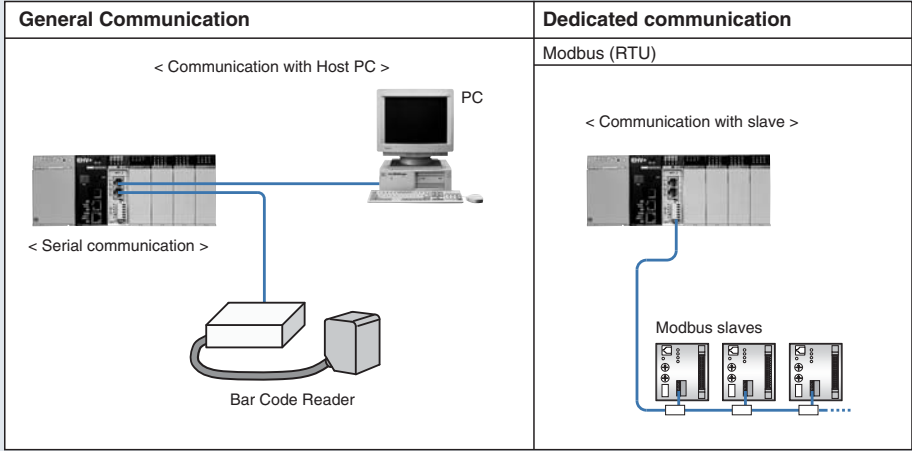 General Communication
Dedicated communication
Modbus (RTU)
< Communication with Host PC >
PC
< Serial communication >
Bar Code Reader
< Communication with slave >
EHV+
Modbus slaves